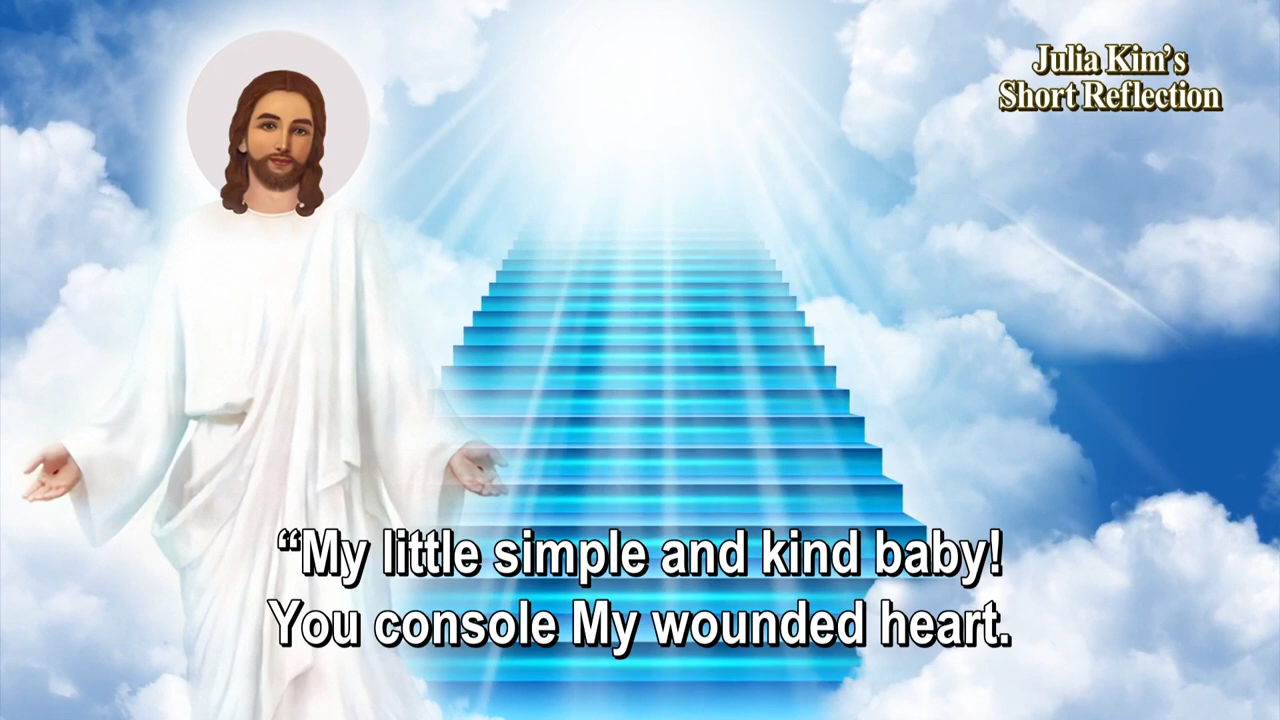 Julia Kim's
Short Reflection
“My little simple and kind baby!
You console My wounded heart.